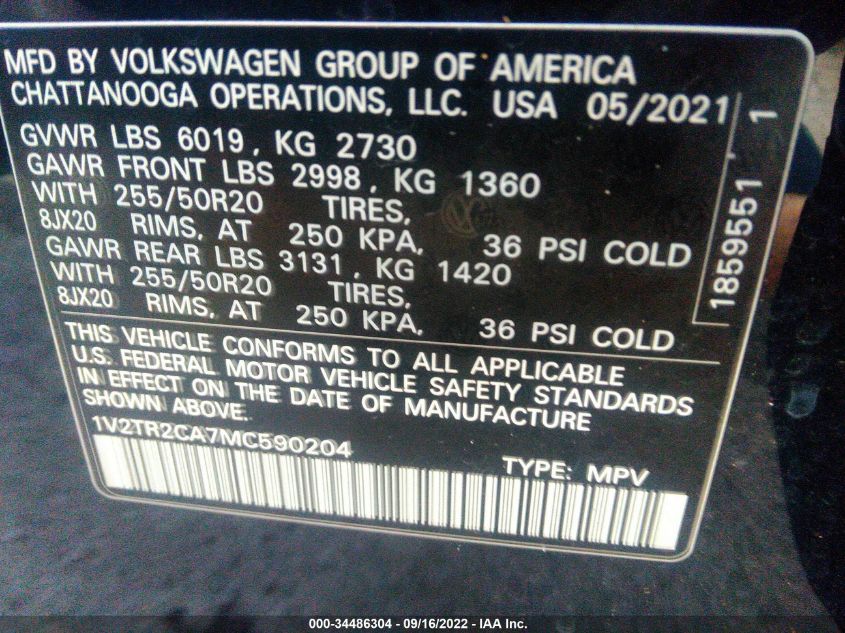 MFD BY VOLKSWAGEN GROUP OF AMERICA
CHATTANOOGA OPERATIONS, LLC. USA 05/2021
GVWR LBS 6019, KG 2730
GAWR FRONT LBS 2998, KG 1360
WITH 255/50R20 TIRES,
8JX20 RIMS, AT 250 KPA, 36 PSI COLD
GAWR REAR LBS 3131, KG 1420
WITH 255/50R20 TIRES,
8JX20 RIMS, AT 250 KPA, 36 PSI COLD
1859551 1
THIS VEHICLE CONFORMS TO ALL APPLICABLE
U.S. FEDERAL MOTOR VEHICLE SAFETY STANDARDS
IN EFFECT ON THE DATE OF MANUFACTURE
SHOWN ABOVE.
1V2TR2CA7MC590204
TYPE: MPV
000-34486304 - 09/16/2022 - IAA Inc.